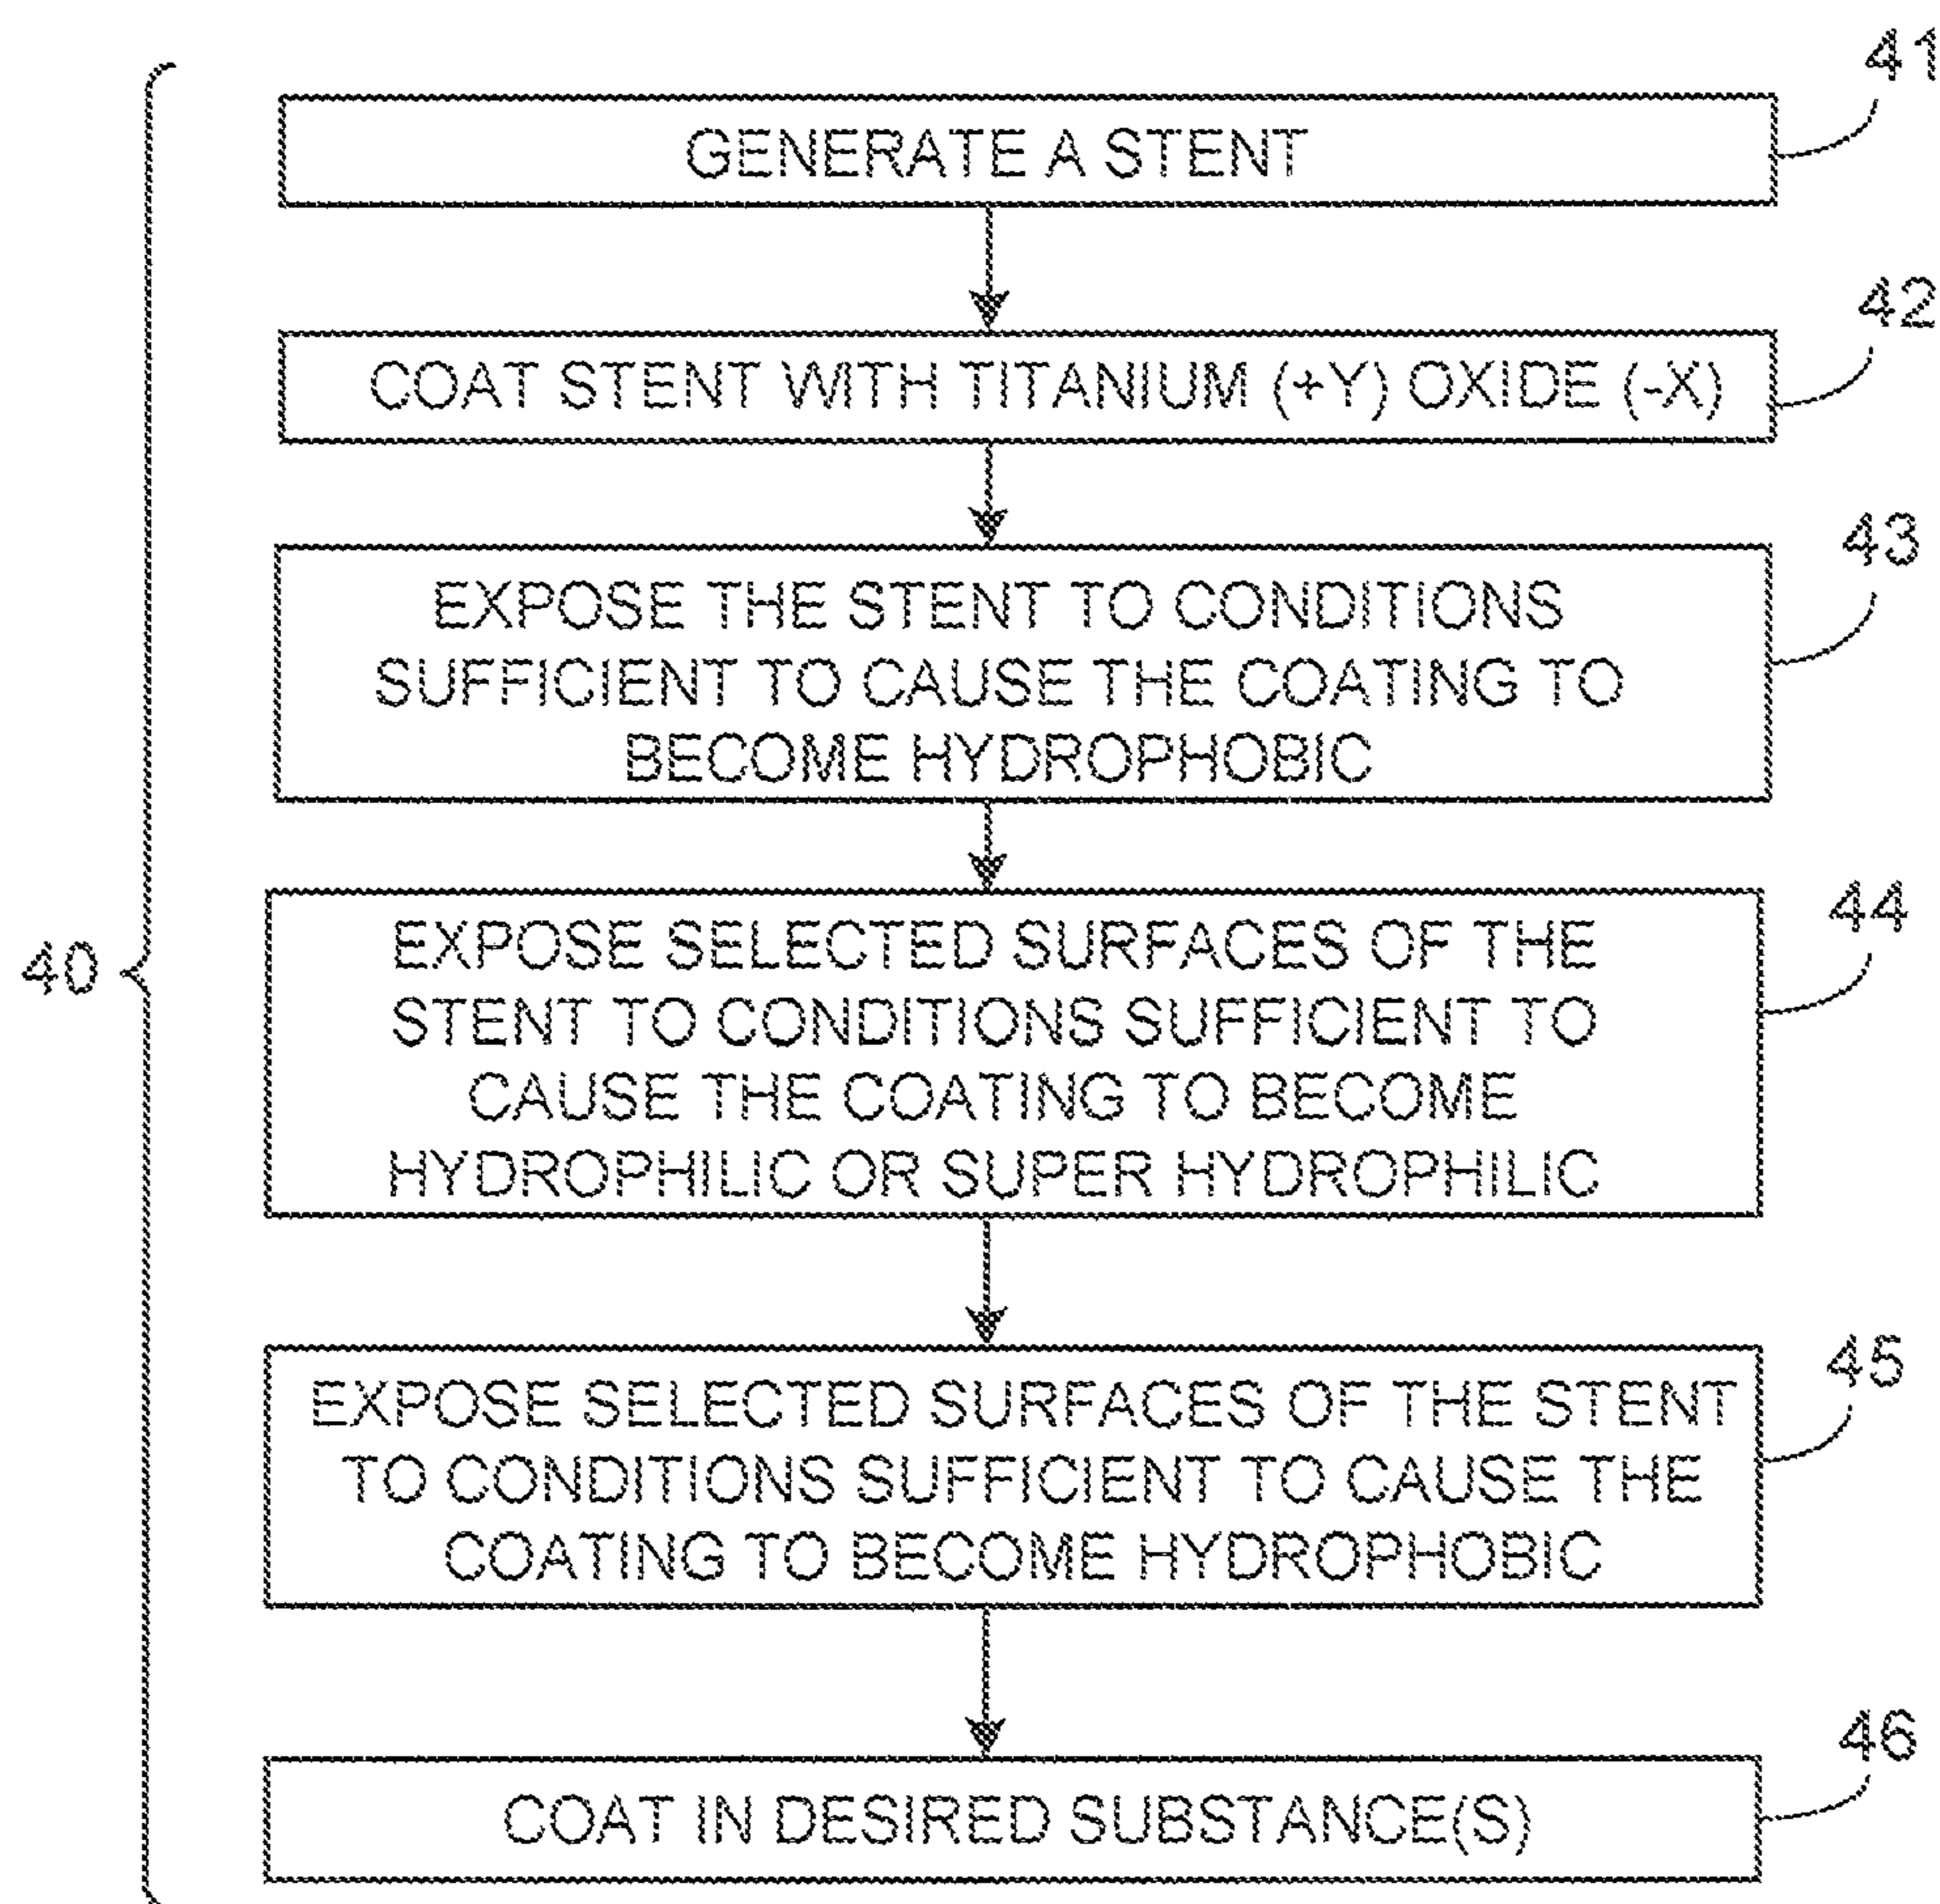 41
GENERATE A STENT
42
COAT STENT WITH TITANIUM (+Y) OXIDE (-X)
43
EXPOSE THE STENT TO CONDITIONS
SUFFICIENT TO CAUSE THE COATING TO
BECOME HYDROPHOBIC
44
EXPOSE SELECTED SURFACES OF THE
STENT TO CONDITIONS SUFFICIENT TO
CAUSE THE COATING TO BECOME
HYDROPHILIC OR SUPER HYDROPHILIC
40
45
EXPOSE SELECTED SURFACES OF THE STENT
TO CONDITIONS SUFFICIENT TO CAUSE THE
COATING TO BECOME HYDROPHOBIC
46
COAT IN DESIRED SUBSTANCE(S)